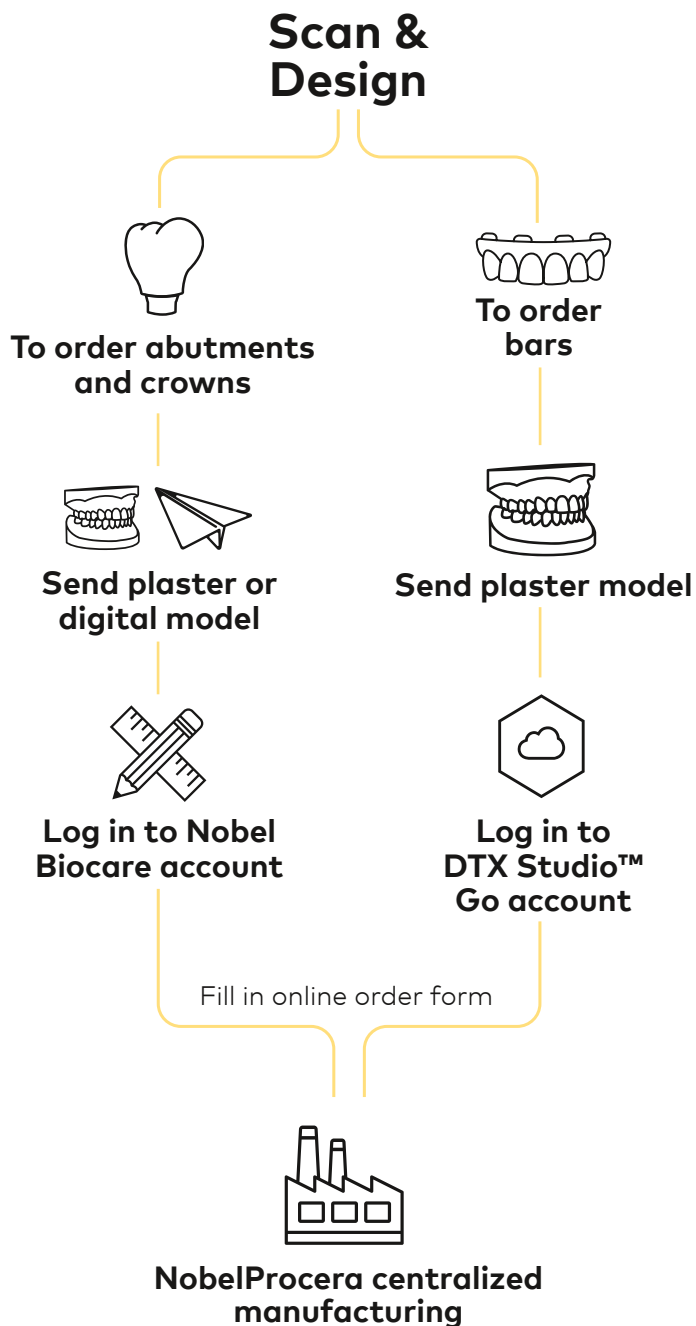 Scan &
Design
To order abutments
and crowns
To order
bars
Send plaster or
digital model
Send plaster model
Log in to Nobel
Biocare account
Log in to
DTX Studio™
Go account
Fill in online order form
NobelProcera centralized
manufacturing